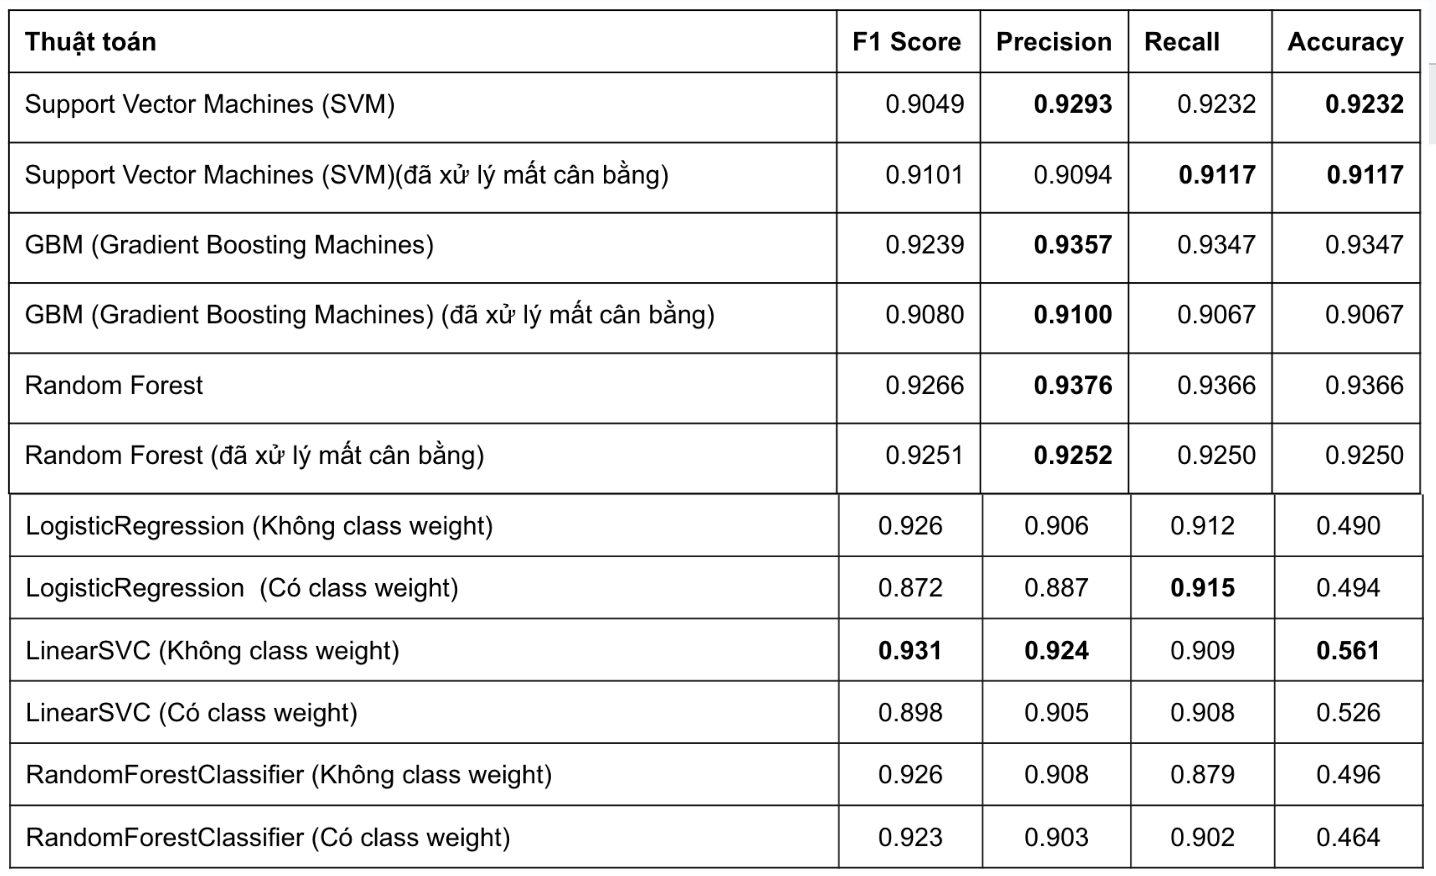 Thuật toán F1 Score Precision Recall Accuracy
Support Vector Machines (SVM) 0.9049 0.9293 0.9232 0.9232
Support Vector Machines (SVM)(đã xử lý mất cân bằng) 0.9101 0.9094 0.9117 0.9117
GBM (Gradient Boosting Machines) 0.9239 0.9357 0.9347 0.9347
GBM (Gradient Boosting Machines) (đã xử lý mất cân bằng) 0.9080 0.9100 0.9067 0.9067
Random Forest 0.9266 0.9376 0.9366 0.9366
Random Forest (đã xử lý mất cân bằng) 0.9251 0.9252 0.9250 0.9250
LogisticRegression (Không class weight) 0.926 0.906 0.912 0.490
LogisticRegression (Có class weight) 0.872 0.887 0.915 0.494
LinearSVC (Không class weight) 0.931 0.924 0.909 0.561
LinearSVC (Có class weight) 0.898 0.905 0.908 0.526
RandomForestClassifier (Không class weight) 0.926 0.908 0.879 0.496
RandomForestClassifier (Có class weight) 0.923 0.903 0.902 0.464